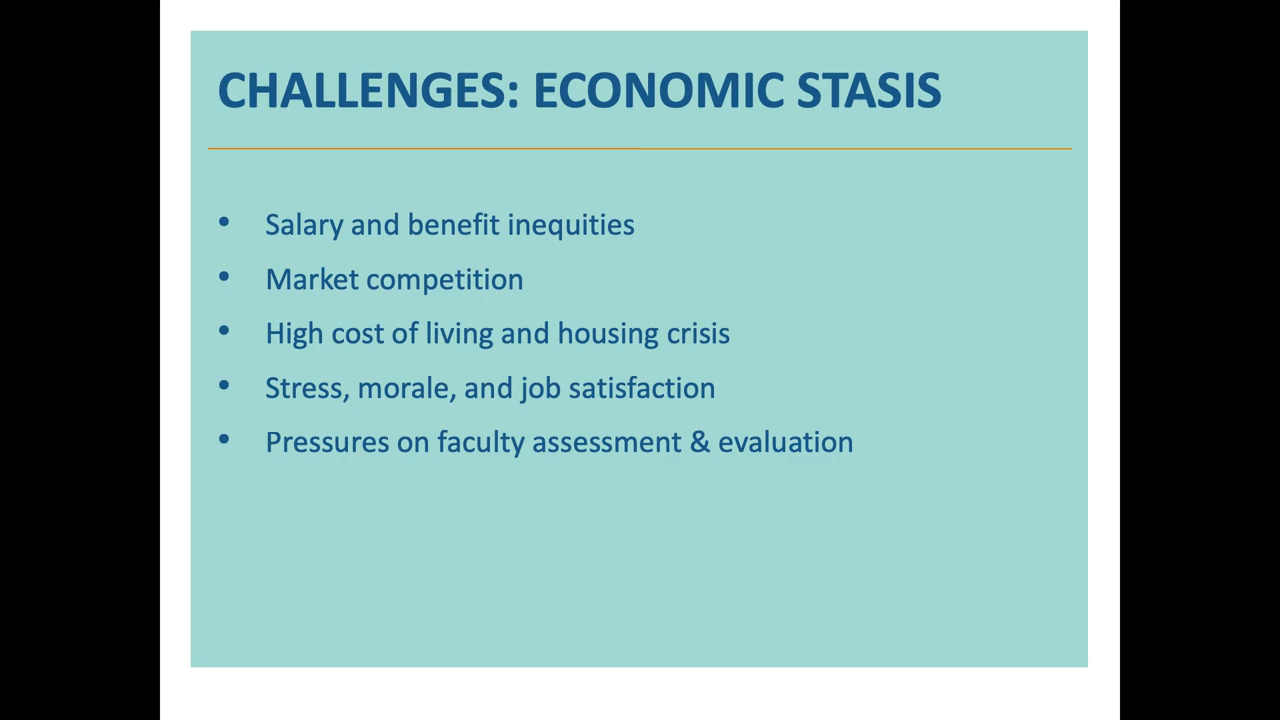 CHALLENGES: ECONOMIC STASIS
• Salary and benefit inequities
• Market competition
• High cost of living and housing crisis
• Stress, morale, and job satisfaction
• Pressures on faculty assessment & evaluation